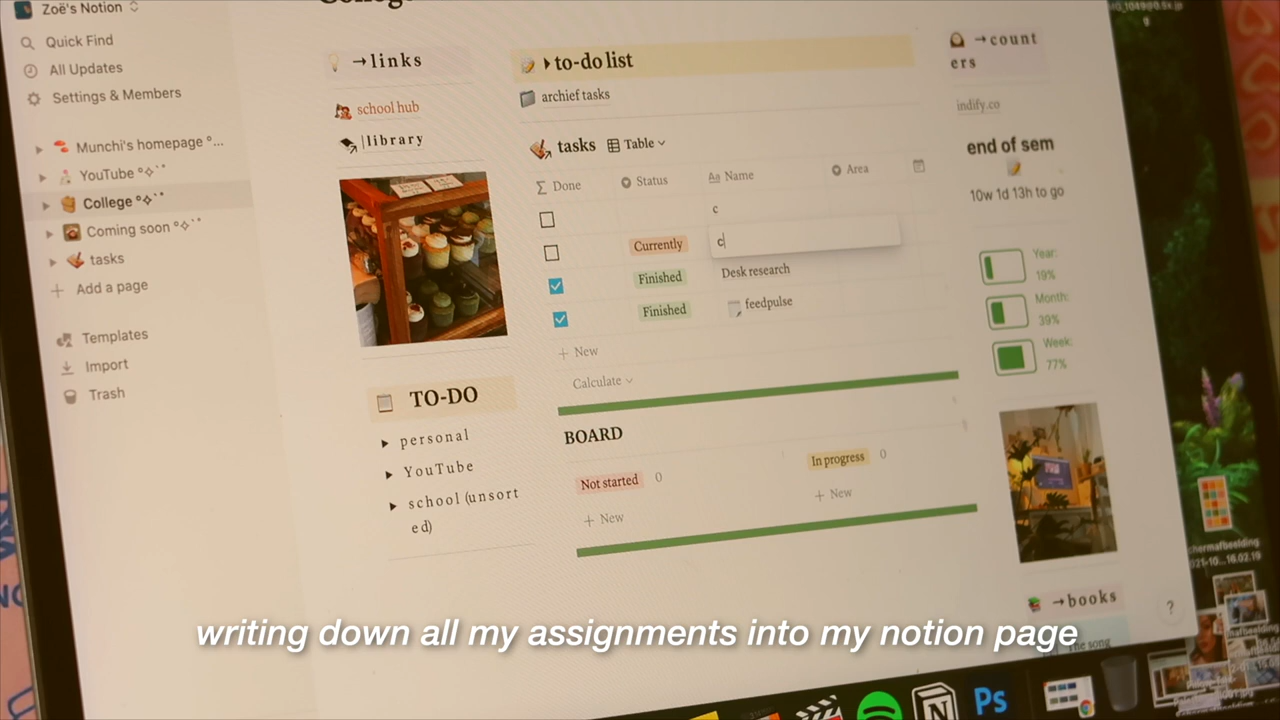 Zoë's Notion
Quick Find
All Updates
Settings & Members
Munchi's homepage °...
YouTube °✧˙˙
College °✧˙˙
Coming soon °✧˙˙
tasks
Add a page
Templates
Import
Trash
College
→links
school hub
library
TO-DO
personal
YouTube
school (unsort
ed)
to-do list
archief tasks
tasks Table
Done Status Name Area
c
Currently c
Finished Desk research
Finished feedpulse
+ New
Calculate
BOARD
Not started 0 In progress 0
+ New + New
→count
ers
indify.co
end of sem
10w 1d 13h to go
Year:
19%
Month:
39%
Week:
77%
→books
The song
?
writing down all my assignments into my notion page
Ps